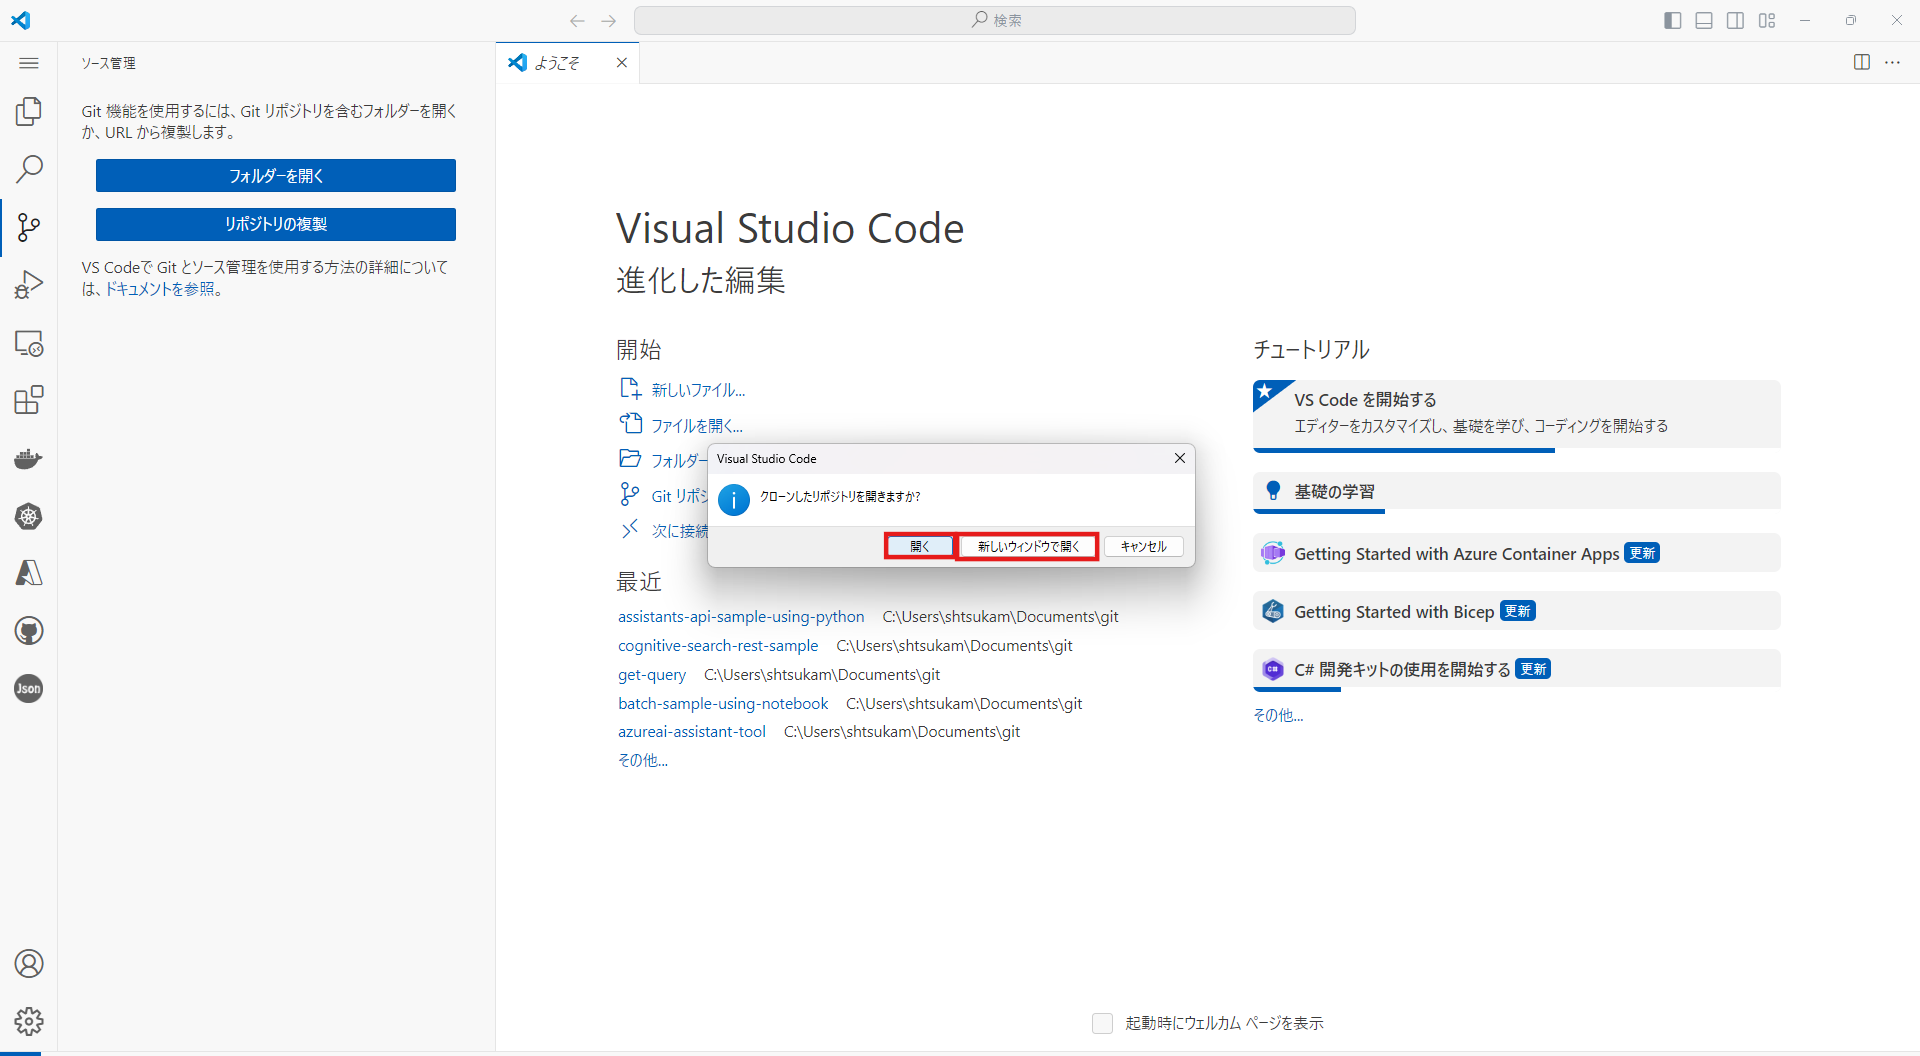 検索
ソース管理
Git 機能を使用するには、Git リポジトリを含むフォルダーを開く
か、URL から複製します。
フォルダーを開く
リポジトリの複製
VS Codeで Git とソース管理を使用する方法の詳細について
は、ドキュメントを参照。
Json
ようこそ
Visual Studio Code
進化した編集
開始
新しいファイル...
ファイルを開く...
フォルダー
Git リポジ
次に接続
最近
assistants-api-sample-using-python C:\Users\shtsukam\Documents\git
cognitive-search-rest-sample C:\Users\shtsukam\Documents\git
get-query C:\Users\shtsukam\Documents\git
batch-sample-using-notebook C:\Users\shtsukam\Documents\git
azureai-assistant-tool C:\Users\shtsukam\Documents\git
その他...
Visual Studio Code
クローンしたリポジトリを開きますか?
開く
新しいウィンドウで開く
キャンセル
チュートリアル
VS Code を開始する
エディターをカスタマイズし、基礎を学び、コーディングを開始する
基礎の学習
Getting Started with Azure Container Apps 更新
Getting Started with Bicep 更新
C# 開発キットの使用を開始する 更新
その他...
起動時にウェルカム ページを表示